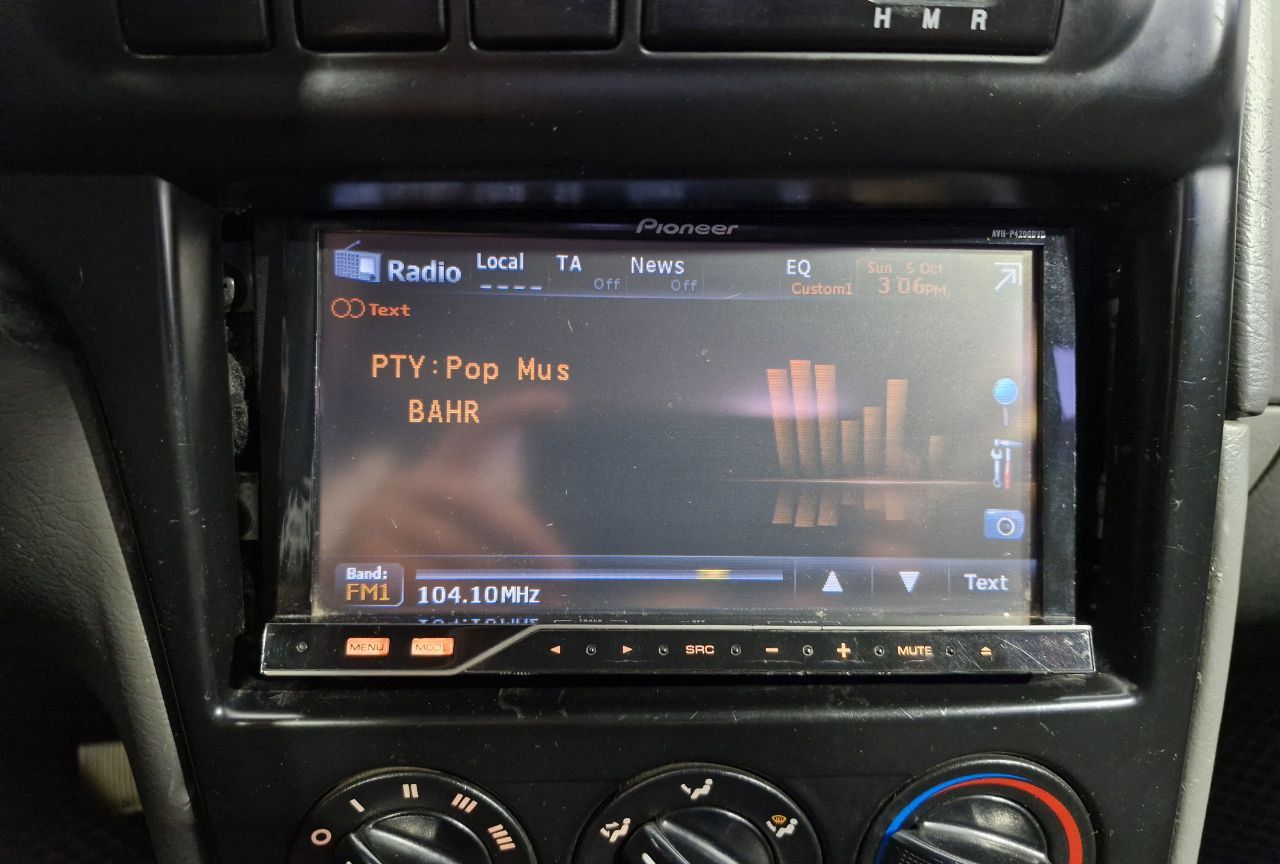 H M R
Pioneer
AVH-P4200DVD
Radio
Local
TA
Off
News
Off
EQ
Custom1
Sun 5 Oct
3 06PM
Text
PTY:Pop Mus
BAHR
Band:
FM1
104.10MHz
Text
MENU
SRC
MUTE